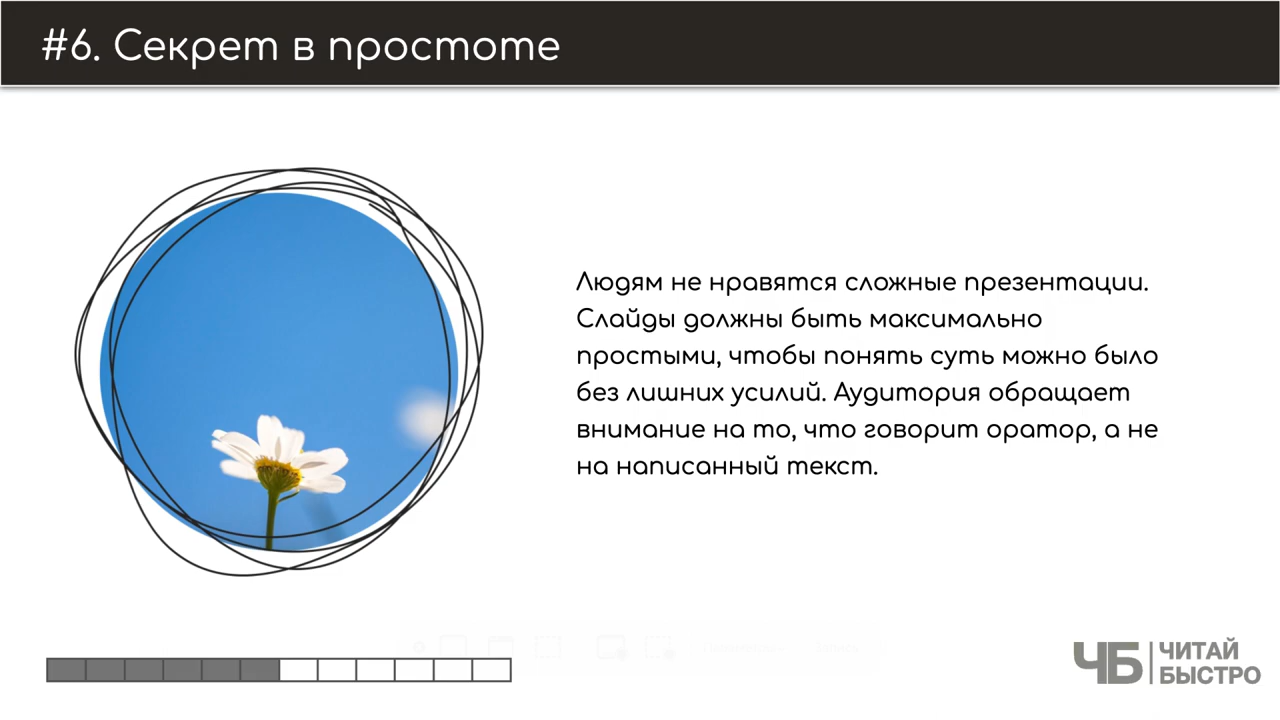 #6. Секрет в простоте
Людям не нравятся сложные презентации.
Слайды должны быть максимально
простыми, чтобы понять суть можно было
без лишних усилий. Аудитория обращает
внимание на то, что говорит оратор, а не
на написанный текст.
ЧБ
ЧИТАЙ
БЫСТРО